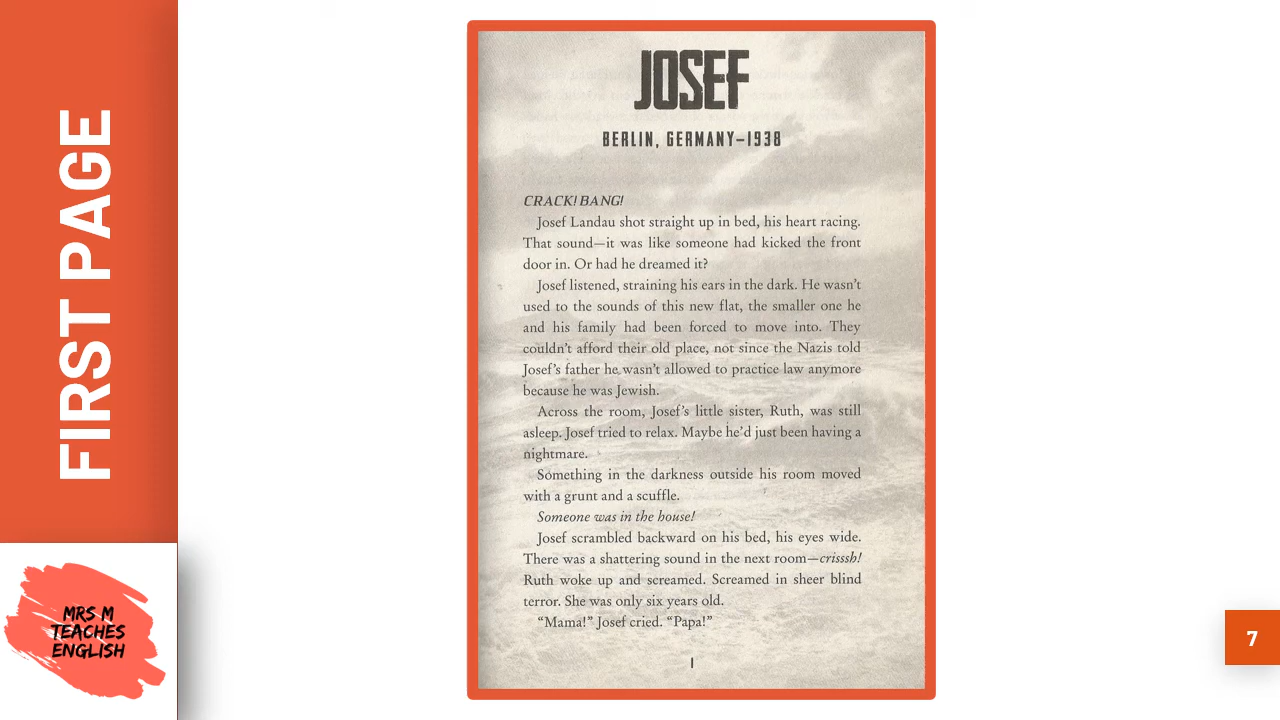 FIRST PAGE
MRS M
TEACHES
ENGLISH
JOSEF
BERLIN, GERMANY–1938
CRACK! BANG!
Josef Landau shot straight up in bed, his heart racing.
That sound—it was like someone had kicked the front
door in. Or had he dreamed it?
Josef listened, straining his ears in the dark. He wasn't
used to the sounds of this new flat, the smaller one he
and his family had been forced to move into. They
couldn't afford their old place, not since the Nazis told
Josef's father he wasn't allowed to practice law anymore
because he was Jewish.
Across the room, Josef's little sister, Ruth, was still
asleep. Josef tried to relax. Maybe he'd just been having a
nightmare.
Something in the darkness outside his room moved
with a grunt and a scuffle.
Someone was in the house!
Josef scrambled backward on his bed, his eyes wide.
There was a shattering sound in the next room—crisssh!
Ruth woke up and screamed. Screamed in sheer blind
terror. She was only six years old.
"Mama!" Josef cried. "Papa!"
1
7